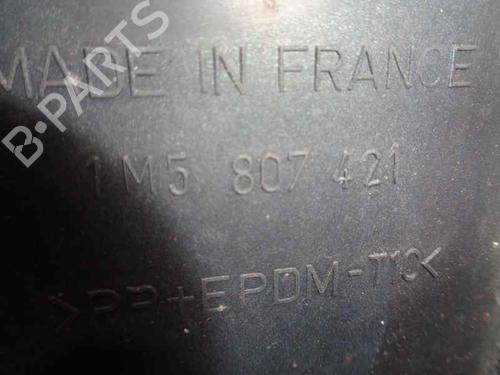 MADE IN FRANCE
1M5 807 421
>PP+EPDM-T10<
B-PARTS